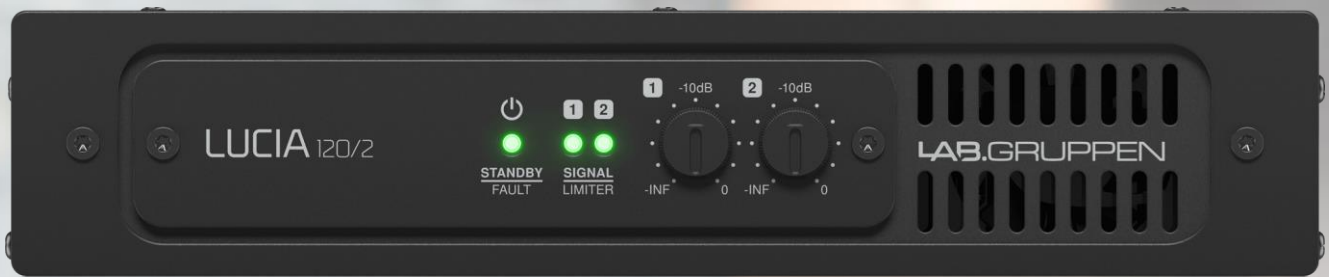 LUCIA 120/2
1 2
STANDBY
FAULT
SIGNAL
LIMITER
1 -10dB
-INF 0
2 -10dB
-INF 0
LAB.GRUPPEN